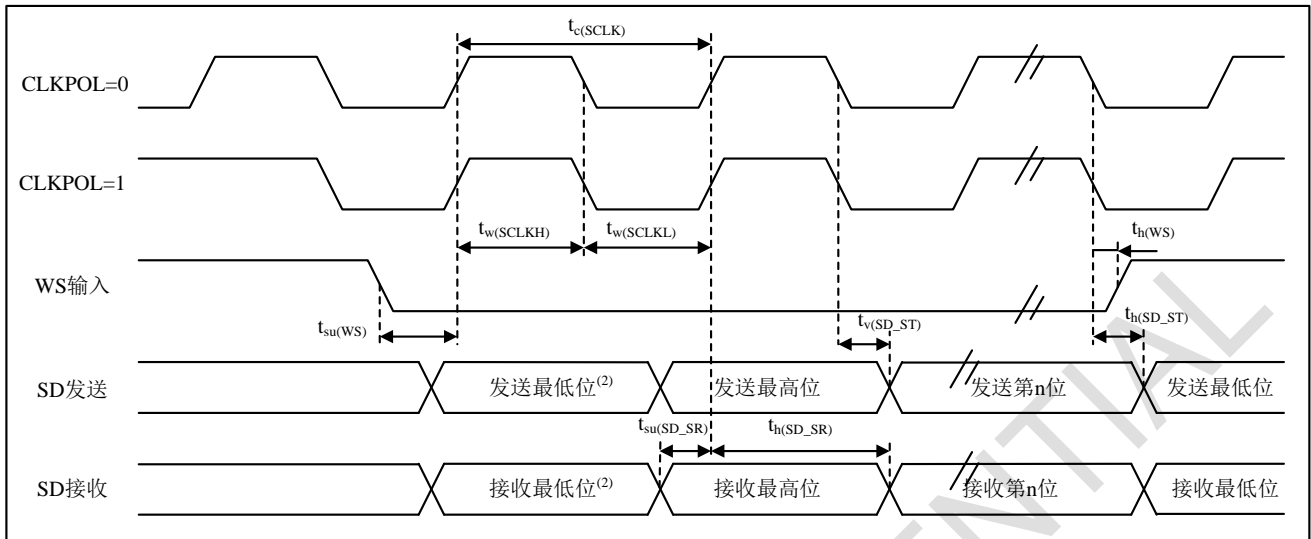 t_c(SCLK)
CLKPOL=0
CLKPOL=1
t_w(SCLKH) t_w(SCLKL)
t_h(WS)
WS输入
t_su(WS) t_v(SD_ST) t_h(SD_ST)
SD发送 发送最低位(2) 发送最高位 发送第n位 发送最低位
t_su(SD_SR) t_h(SD_SR)
SD接收 接收最低位(2) 接收最高位 接收第n位 接收最低位
ENTIAL